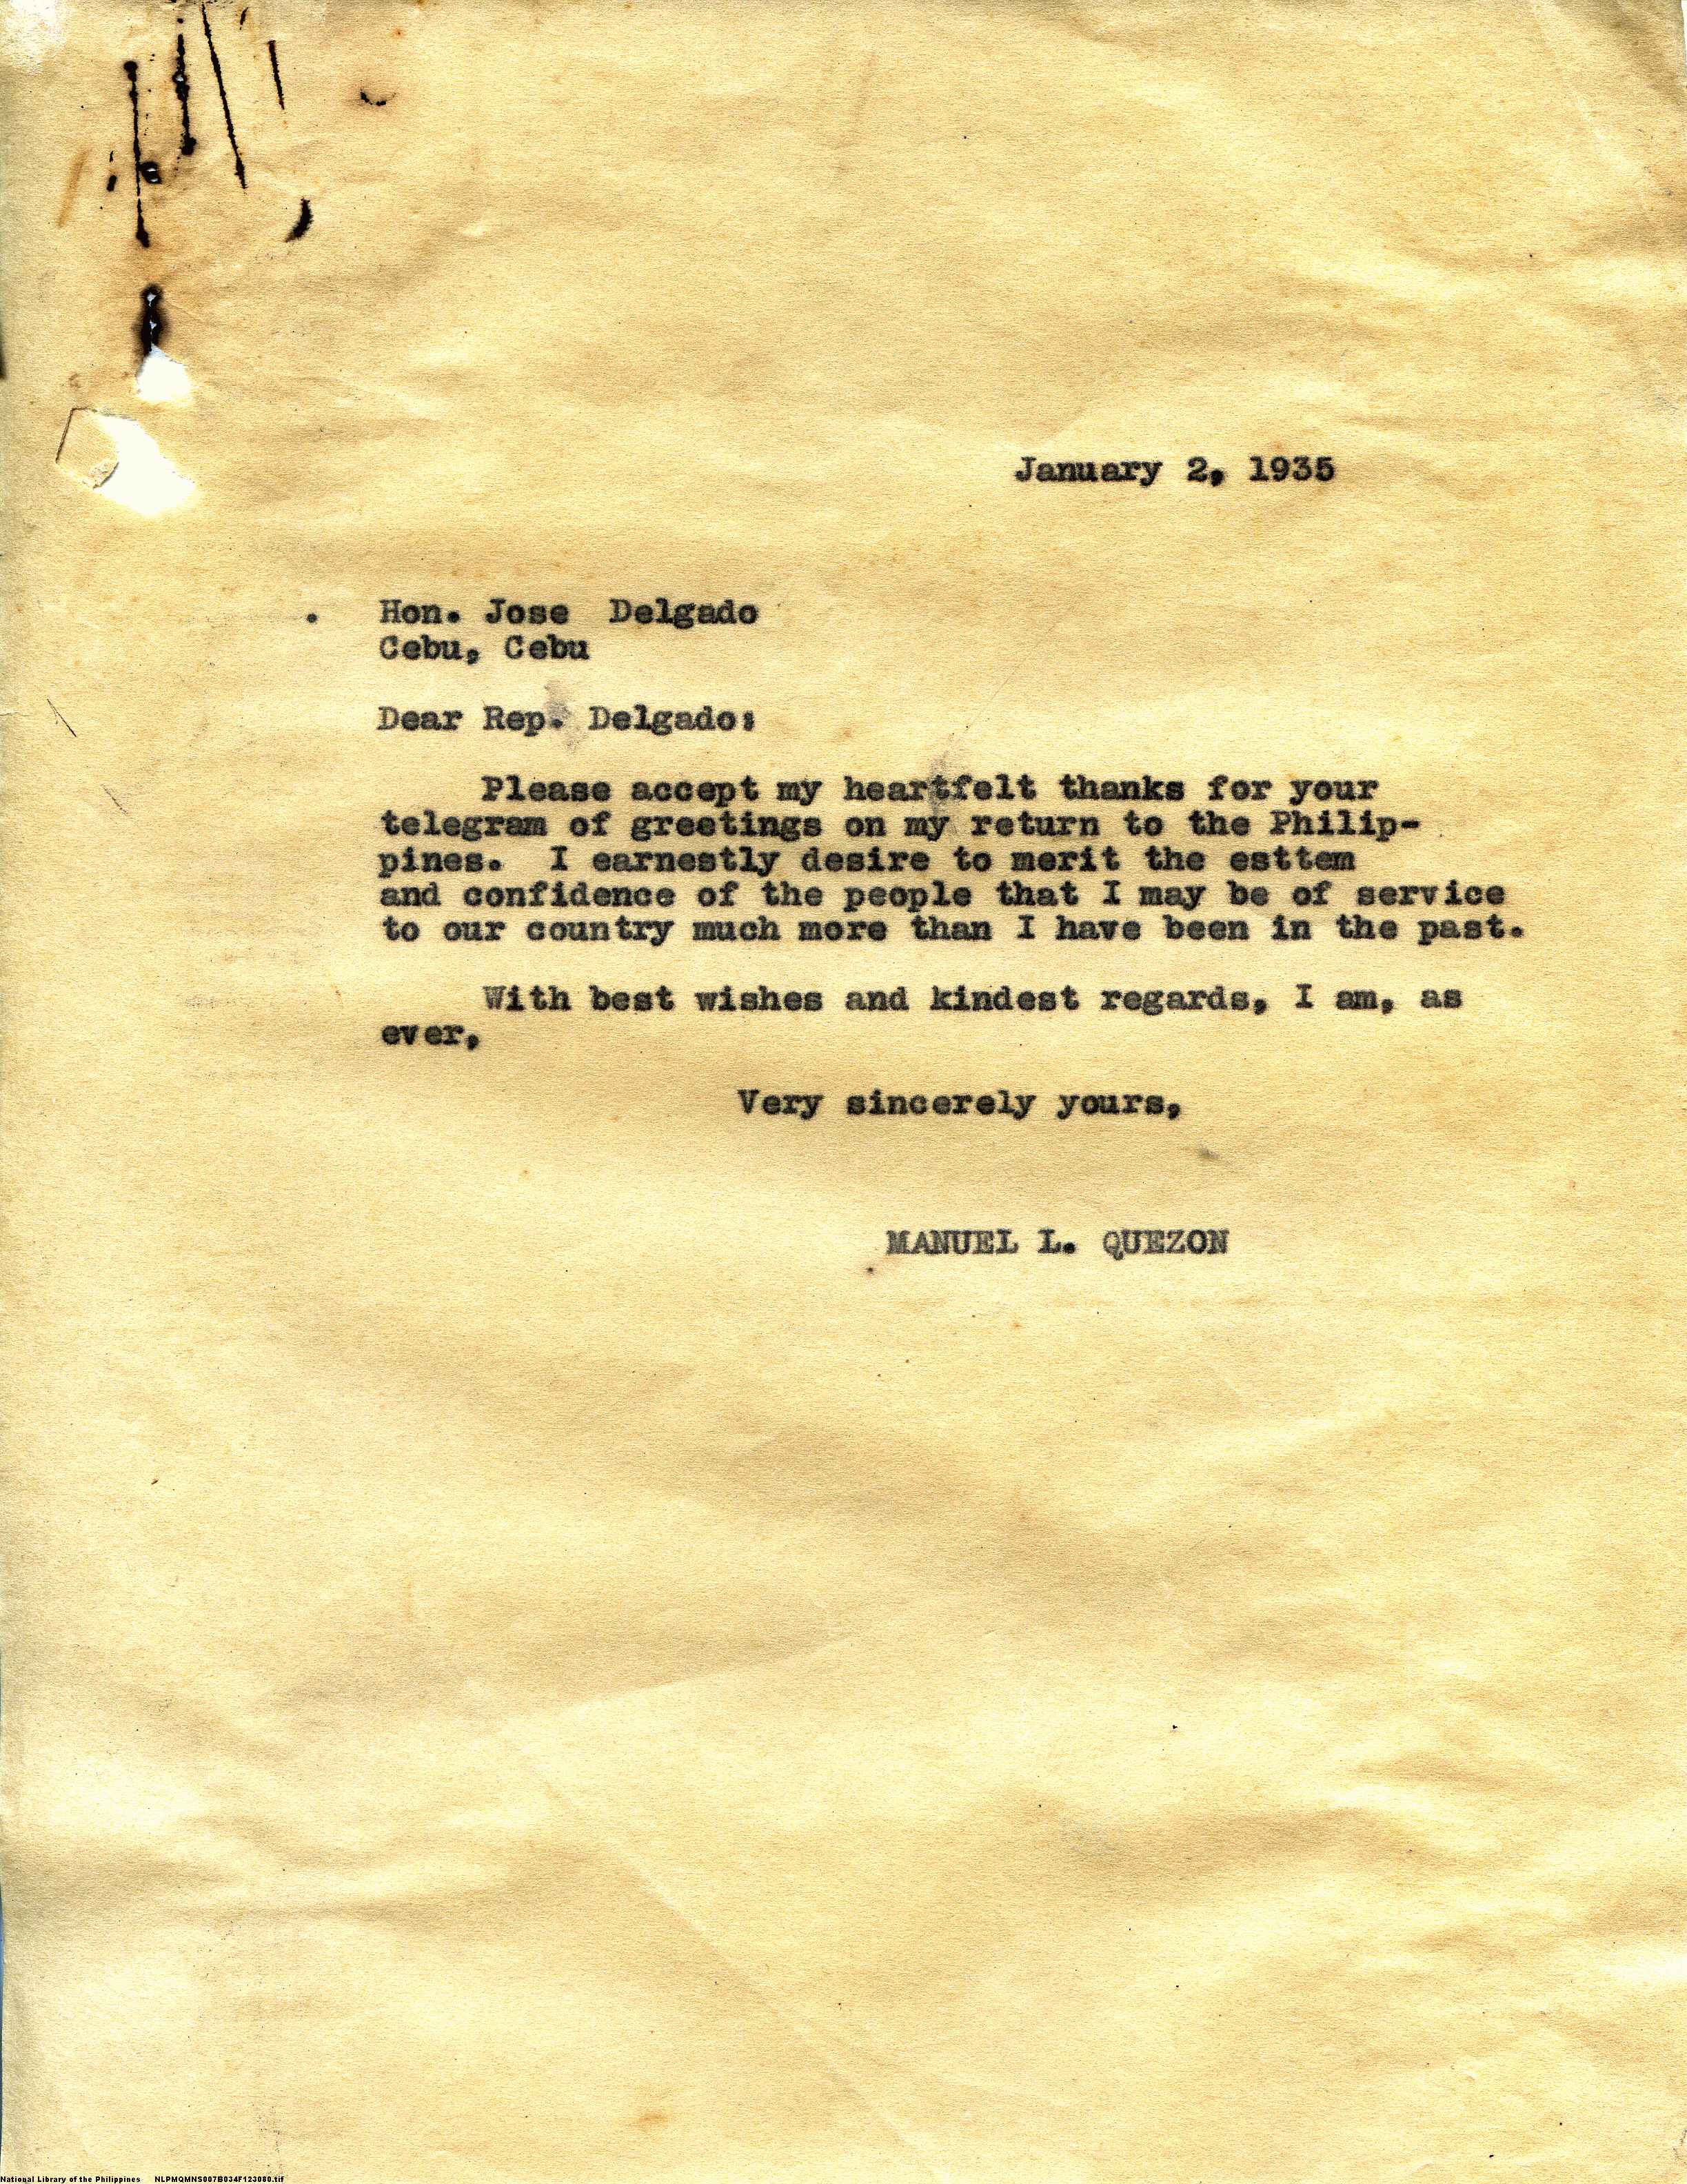 January 2, 1935
Hon. Jose Delgado
Cebu, Cebu
Dear Rep. Delgado:
Please accept my heartfelt thanks for your
telegram of greetings on my return to the Philip-
pines. I earnestly desire to merit the esttem
and confidence of the people that I may be of service
to our country much more than I have been in the past.
With best wishes and kindest regards, I am, as
ever,
Very sincerely yours,
MANUEL L. QUEZON
National Library of the Philippines NLPMQMNS007B034F123080.tif